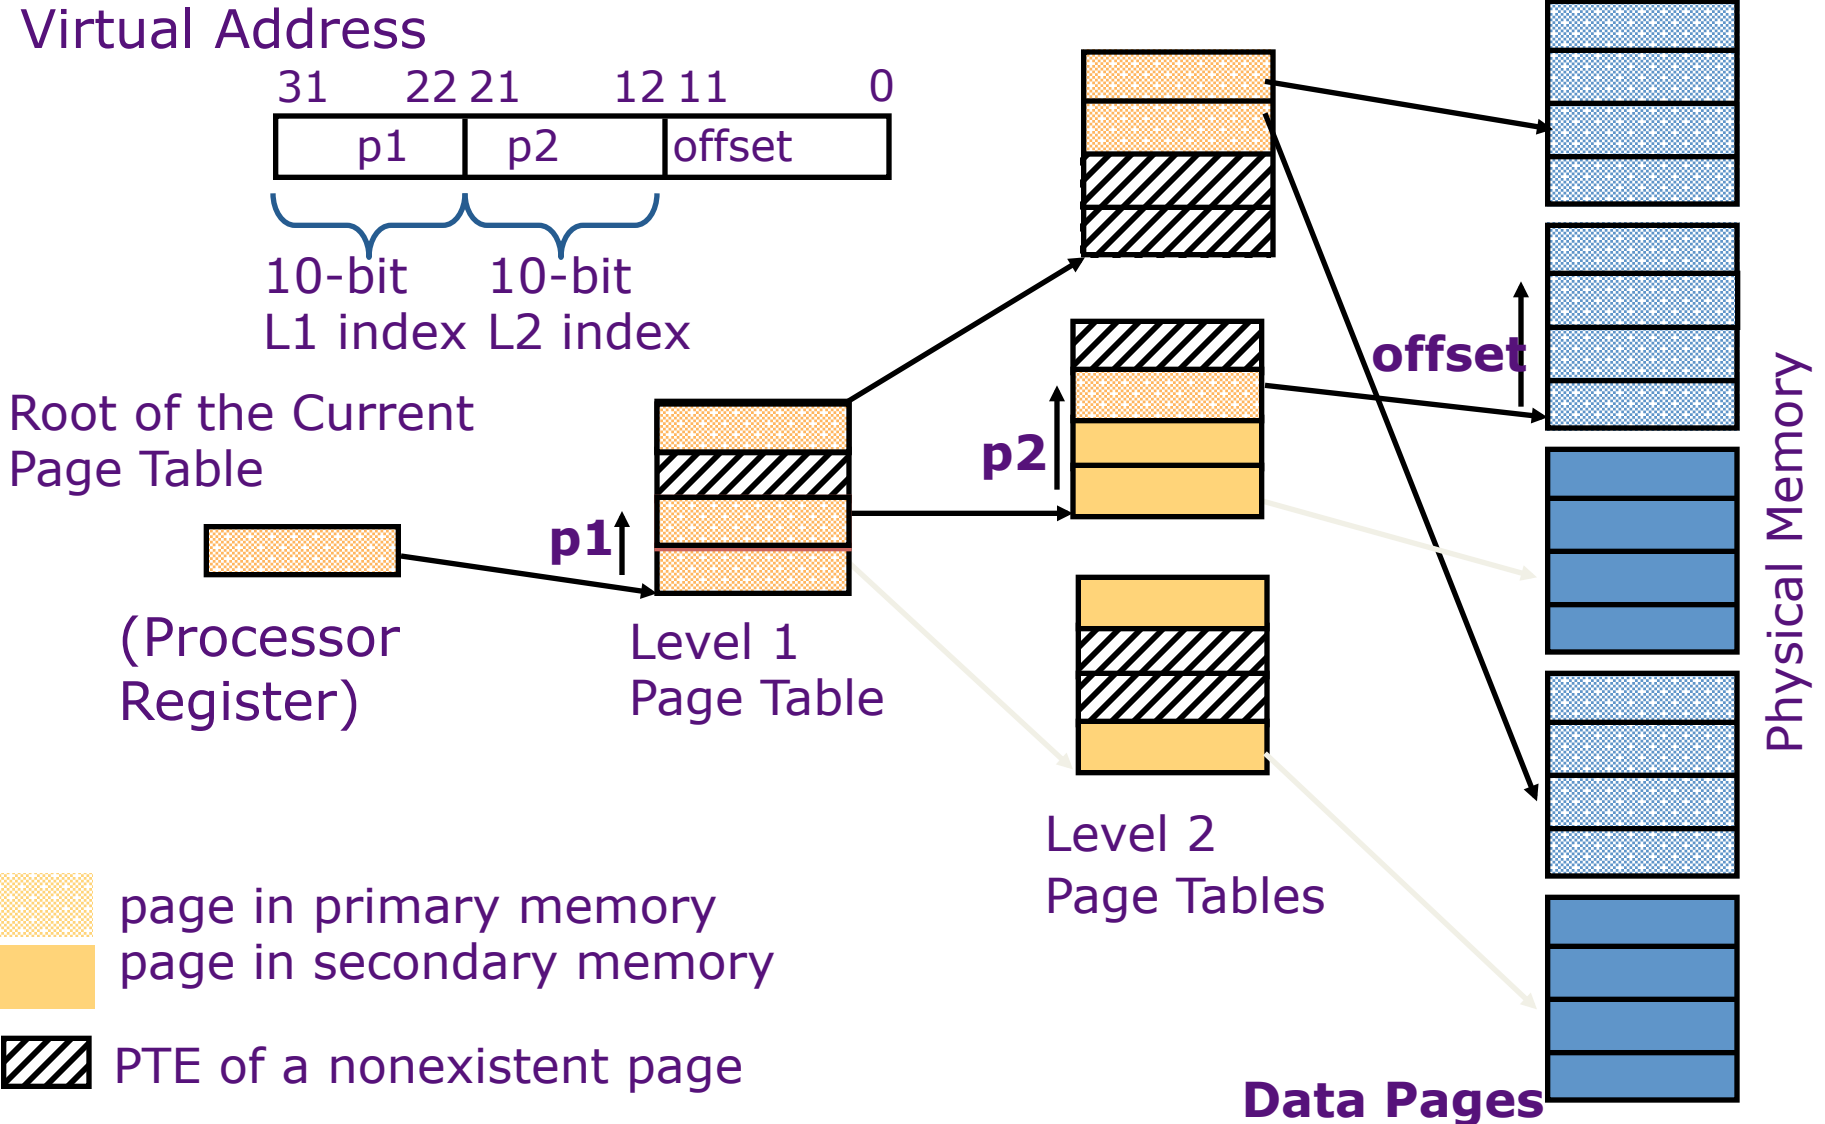 Virtual Address
31 22 21 12 11 0
p1 p2 offset
10-bit 10-bit
L1 index L2 index
Root of the Current
Page Table
(Processor
Register)
p1
Level 1
Page Table
p2
offset
Level 2
Page Tables
Physical Memory
page in primary memory
page in secondary memory
PTE of a nonexistent page
Data Pages